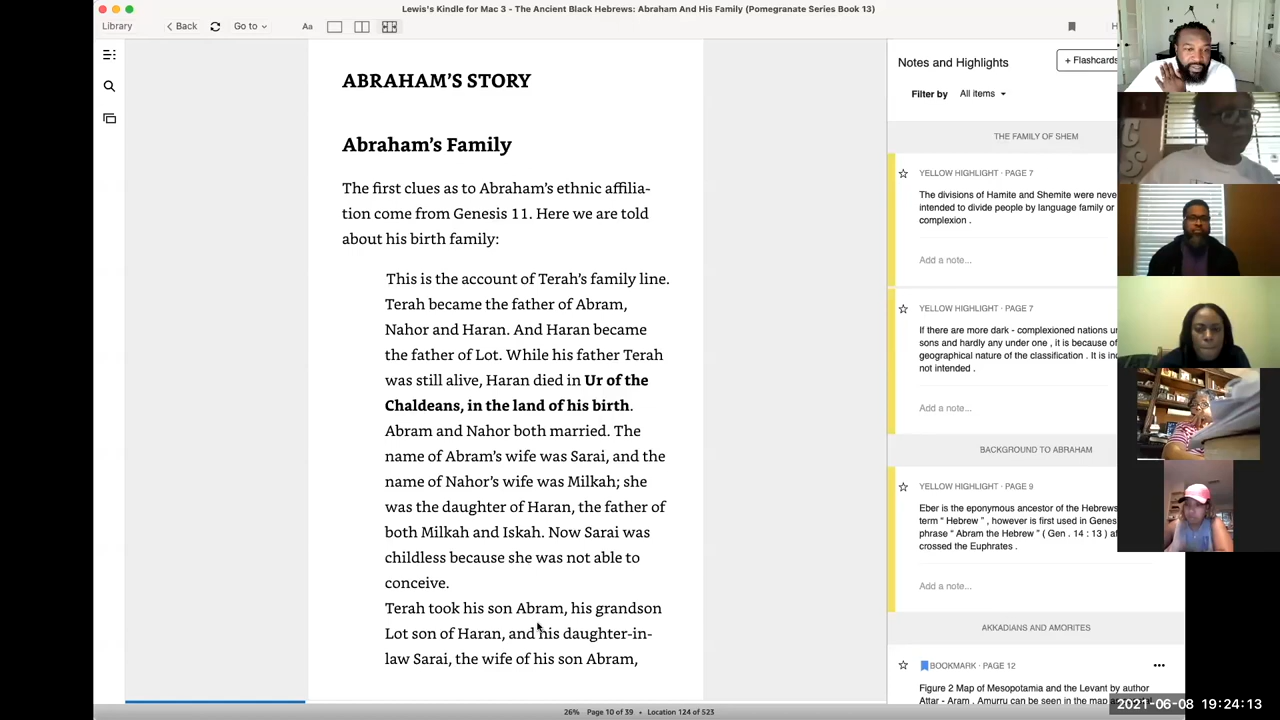 Lewis's Kindle for Mac 3 - The Ancient Black Hebrews: Abraham And His Family (Pomegranate Series Book 13)
Library
Back
Go to
Aa
H
ABRAHAM'S STORY
Abraham's Family
The first clues as to Abraham's ethnic affilia-
tion come from Genesis 11. Here we are told
about his birth family:
This is the account of Terah's family line.
Terah became the father of Abram,
Nahor and Haran. And Haran became
the father of Lot. While his father Terah
was still alive, Haran died in Ur of the
Chaldeans, in the land of his birth.
Abram and Nahor both married. The
name of Abram's wife was Sarai, and the
name of Nahor's wife was Milkah; she
was the daughter of Haran, the father of
both Milkah and Iskah. Now Sarai was
childless because she was not able to
conceive.
Terah took his son Abram, his grandson
Lot son of Haran, and his daughter-in-
law Sarai, the wife of his son Abram,
Notes and Highlights
+ Flashcards
Filter by All items
THE FAMILY OF SHEM
YELLOW HIGHLIGHT · PAGE 7
The divisions of Hamite and Shemite were neve
intended to divide people by language family or
complexion .
Add a note...
YELLOW HIGHLIGHT · PAGE 7
If there are more dark - complexioned nations un
sons and hardly any under one , it is because of
geographical nature of the classification . It is inc
not intended .
Add a note...
BACKGROUND TO ABRAHAM
YELLOW HIGHLIGHT · PAGE 9
Eber is the eponymous ancestor of the Hebrews
term " Hebrew " , however is first used in Genes
phrase " Abram the Hebrew " ( Gen . 14 : 13 ) af
crossed the Euphrates .
Add a note...
AKKADIANS AND AMORITES
BOOKMARK · PAGE 12
Figure 2 Map of Mesopotamia and the Levant by author
Attar - Aram . Amurru can be seen in the map as
26% Page 10 of 39 • Location 124 of 523
2021-06-08 19:24:13